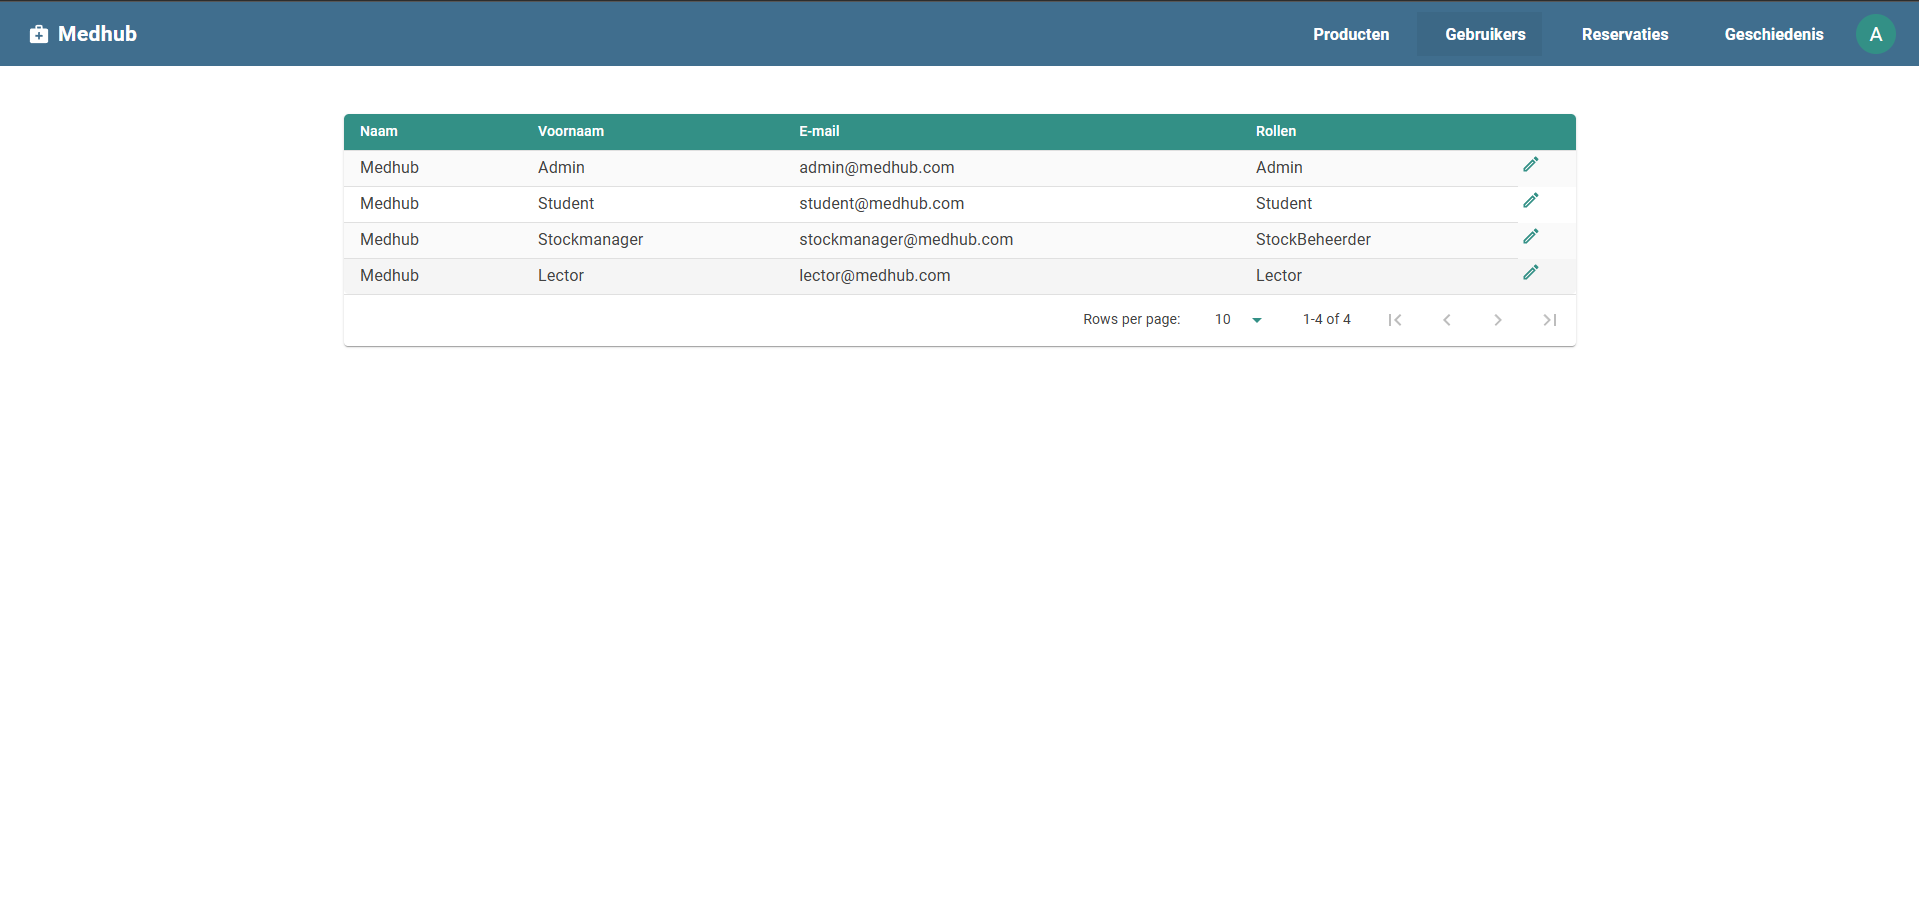 Medhub Producten Gebruikers Reservaties Geschiedenis A
Naam Voornaam E-mail Rollen
Medhub Admin admin@medhub.com Admin
Medhub Student student@medhub.com Student
Medhub Stockmanager stockmanager@medhub.com StockBeheerder
Medhub Lector lector@medhub.com Lector
Rows per page: 10 1-4 of 4